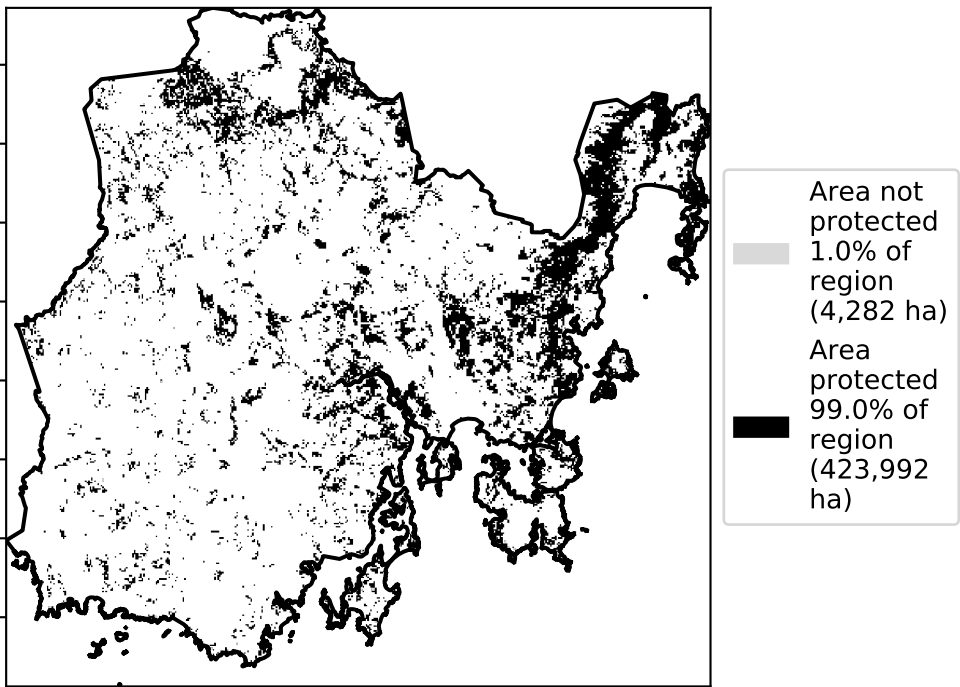 Area not
protected
1.0% of
region
(4,282 ha)
Area
protected
99.0% of
region
(423,992
ha)